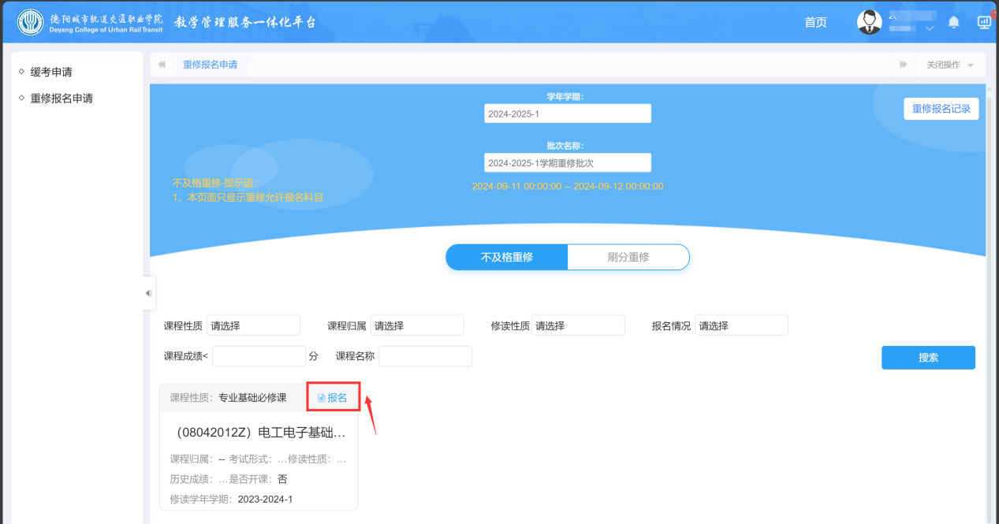 德阳城市轨道交通职业学院 教学管理服务一体化平台
Deyang College of Urban Rail Transit
首页
缓考申请
重修报名申请
重修报名申请
关闭操作
学年学期：
2024-2025-1
重修报名记录
批次名称：
2024-2025-1学期重修批次
2024-09-11 00:00:00 -- 2024-09-12 00:00:00
不及格重修-提示语：
1、本页面只显示重修允许报名科目
不及格重修 刷分重修
课程性质 请选择 课程归属 请选择 修读性质 请选择 报名情况 请选择
课程成绩< 分 课程名称 搜索
课程性质：专业基础必修课 报名
（08042012Z）电工电子基础…
课程归属：-- 考试形式：…修读性质：…
历史成绩：…是否开课：否
修读学年学期：2023-2024-1